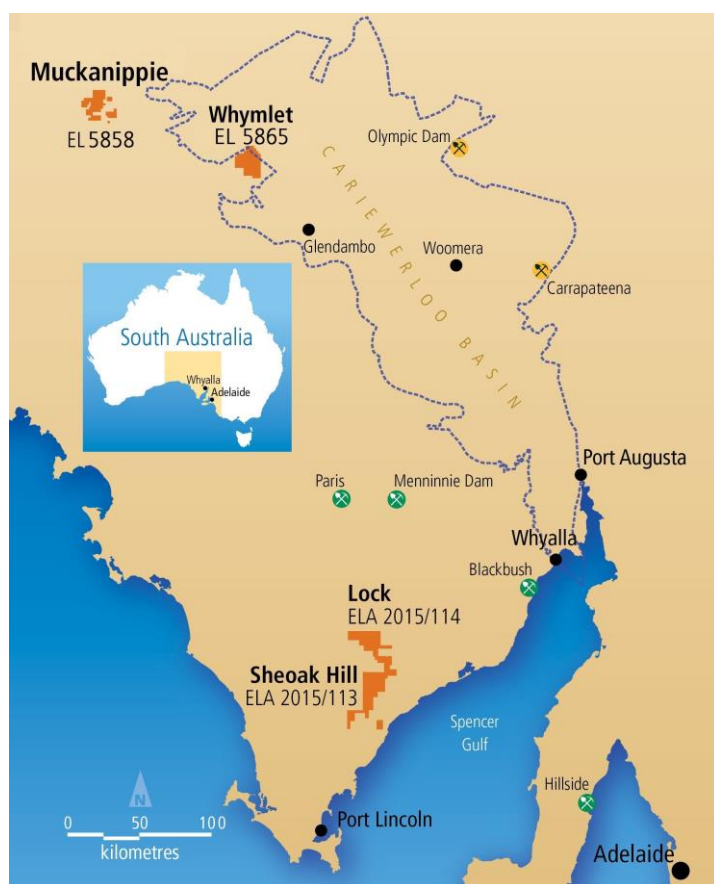 Muckanippie
EL 5858
Whymlet
EL 5865
Olympic Dam
CARIEWERLOO BASIN
Glendambo
Woomera
Carrapateena
South Australia
Whyalla
Adelaide
Port Augusta
Paris
Menninnie Dam
Whyalla
Blackbush
Lock
ELA 2015/114
Sheoak Hill
ELA 2015/113
Spencer
Gulf
N
Hillside
0 50 100
kilometres
Port Lincoln
Adelaide